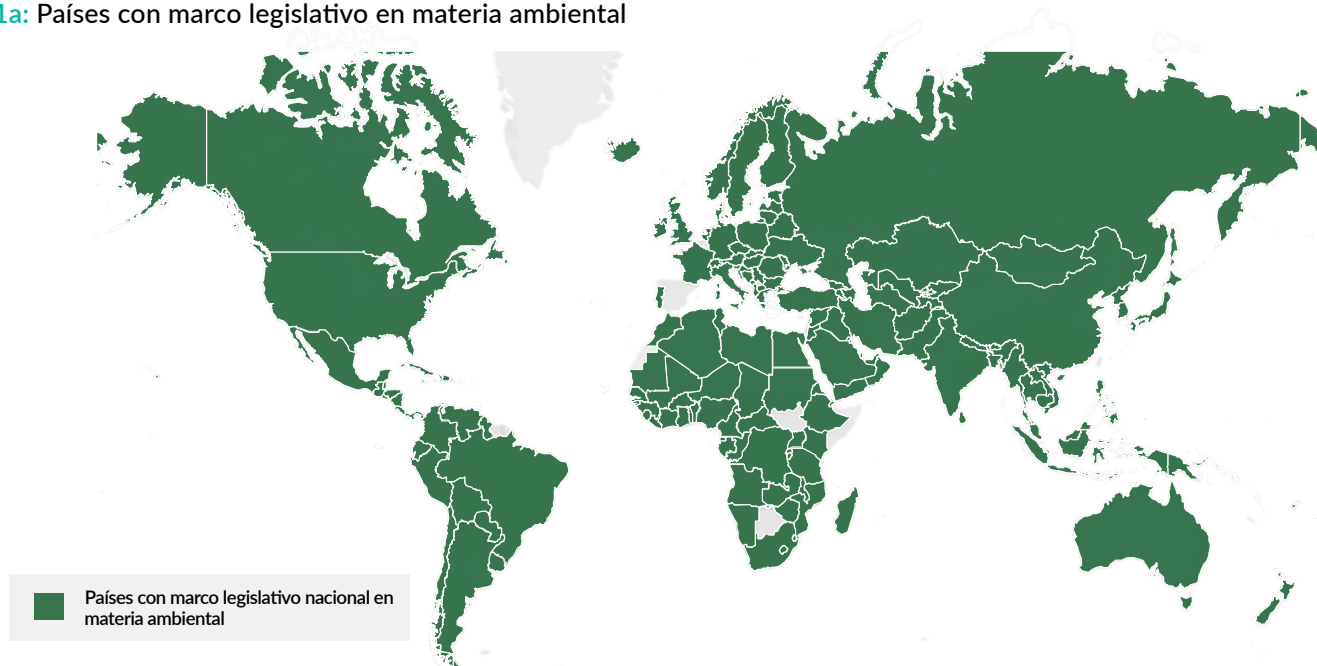 1a: Países con marco legislativo en materia ambiental
Países con marco legislativo nacional en
materia ambiental